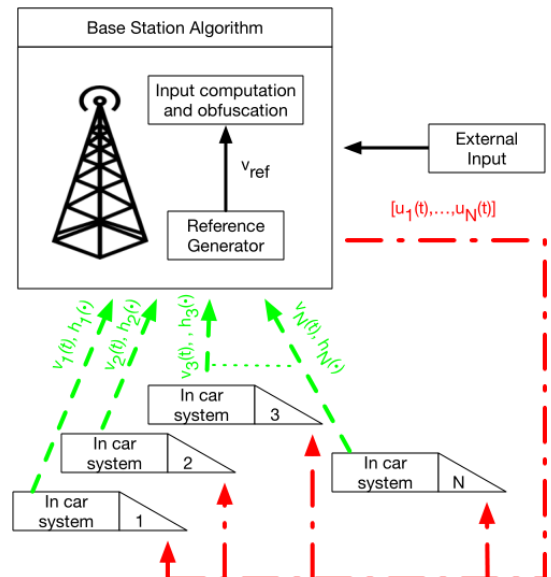 Base Station Algorithm
Input computation
and obfuscation
External
Input
v_ref
[u_1(t),...,u_N(t)]
Reference
Generator
v_1(t), h_1(•)
v_2(t), h_2(•)
v_3(t), , h_3(•)
v_N(t), h_N(•)
In car
system
3
In car
system
2
In car
system
N
In car
system
1